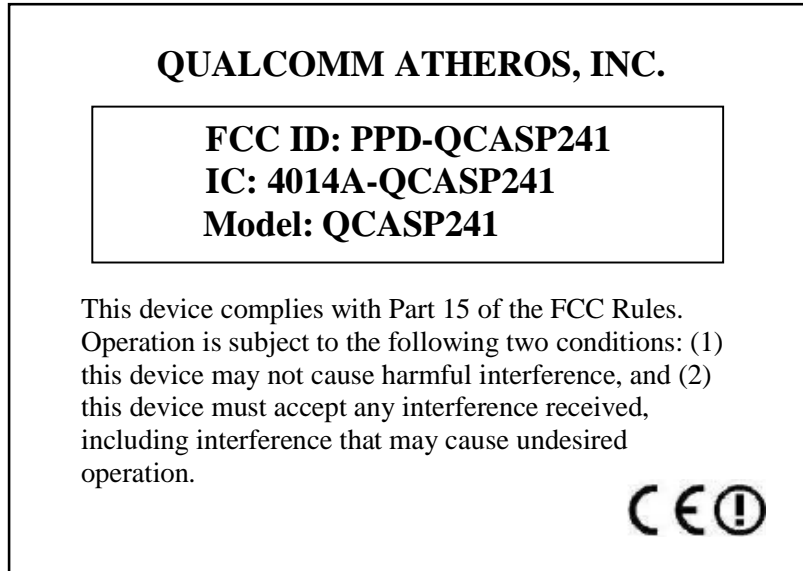 QUALCOMM ATHEROS, INC.
FCC ID: PPD-QCASP241
IC: 4014A-QCASP241
Model: QCASP241
This device complies with Part 15 of the FCC Rules.
Operation is subject to the following two conditions: (1)
this device may not cause harmful interference, and (2)
this device must accept any interference received,
including interference that may cause undesired
operation.
CE!